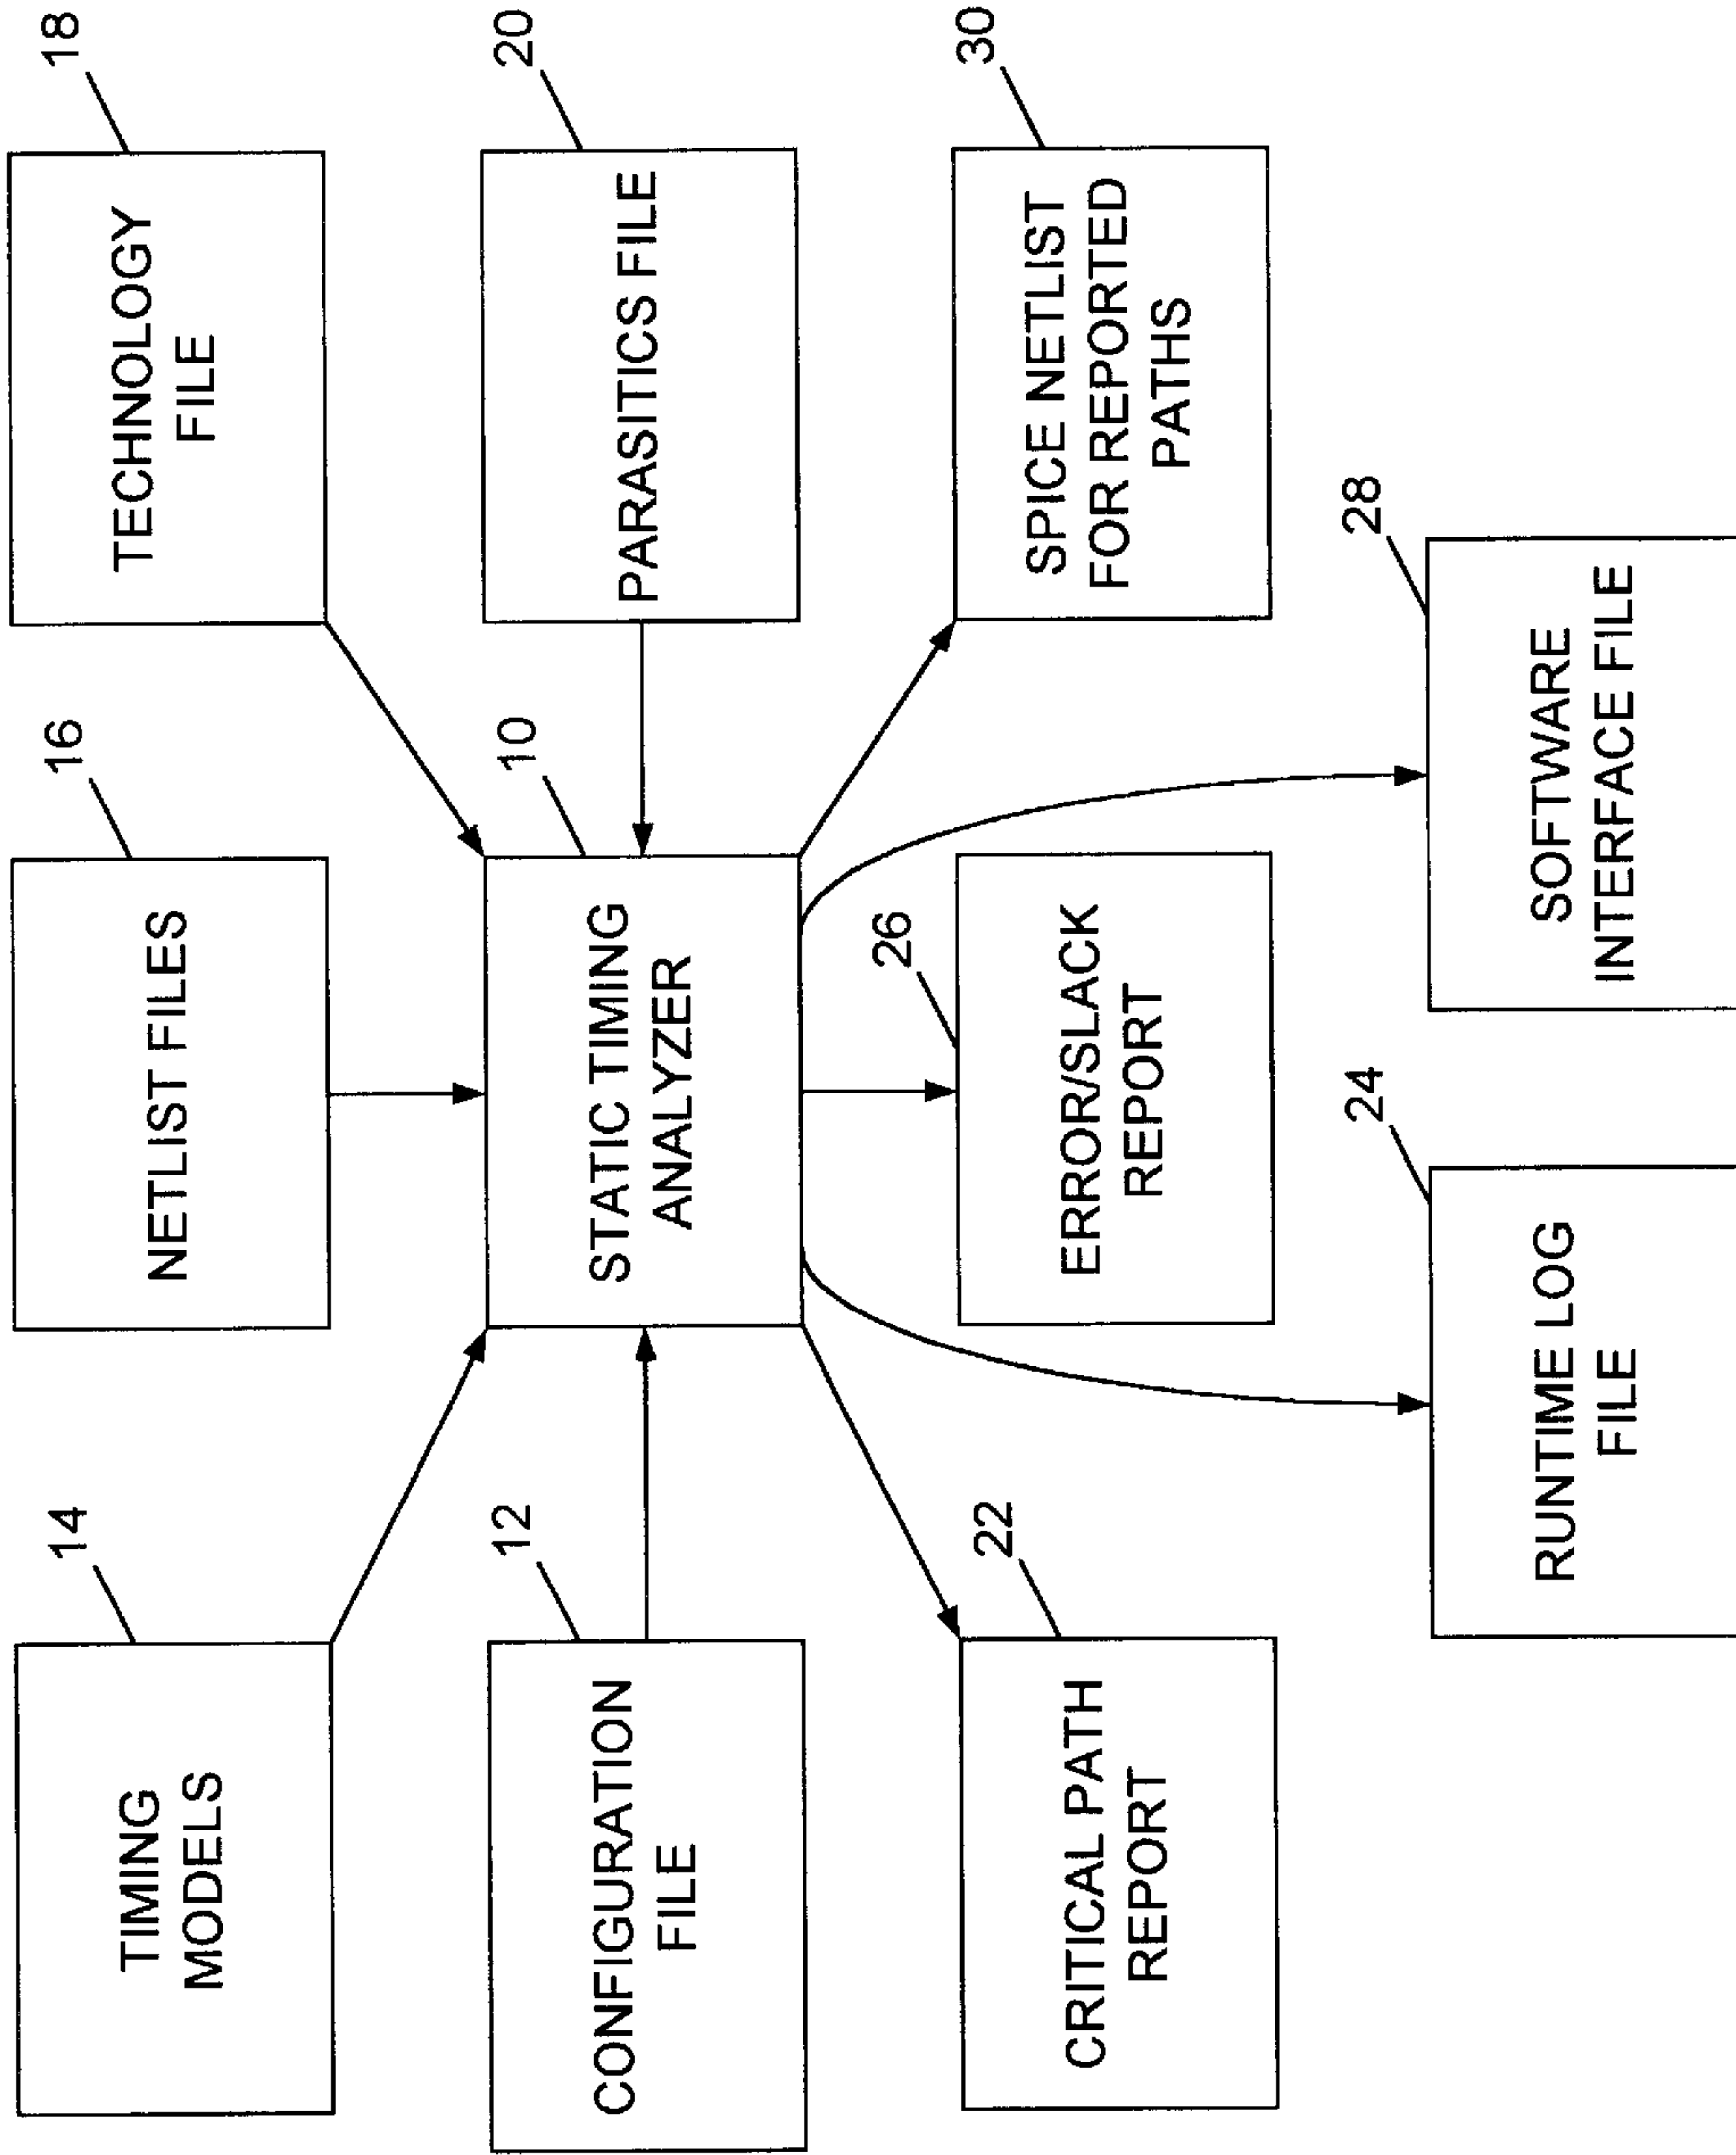 14
TIMING
MODELS
16
NETLIST FILES
18
TECHNOLOGY
FILE
12
CONFIGURATION
FILE
10
STATIC TIMING
ANALYZER
20
PARASITICS FILE
22
CRITICAL PATH
REPORT
26
ERROR/SLACK
REPORT
30
SPICE NETLIST
FOR REPORTED
PATHS
24
RUNTIME LOG
FILE
28
SOFTWARE
INTERFACE FILE